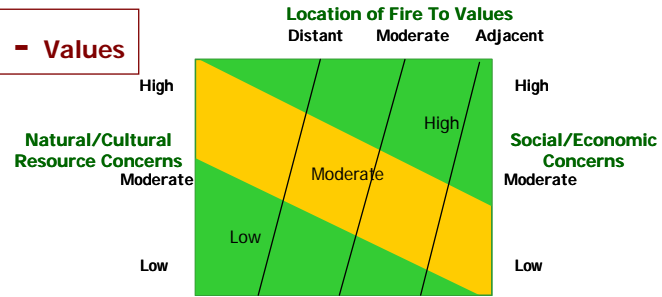 Location of Fire To Values
- Values
Distant Moderate Adjacent
High High
High
Natural/Cultural
Resource Concerns
Social/Economic
Concerns
Moderate
Moderate
Moderate
Low
Low
Low